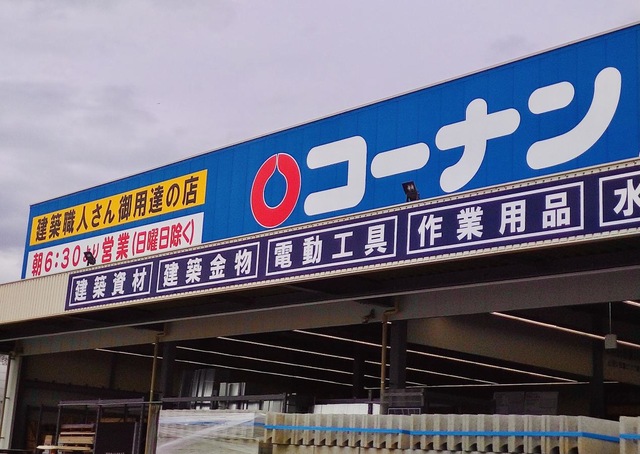 建築職人さん御用達の店
朝6:30より営業(日曜日除く)
コーナン
建築資材 建築金物 電動工具 作業用品 水